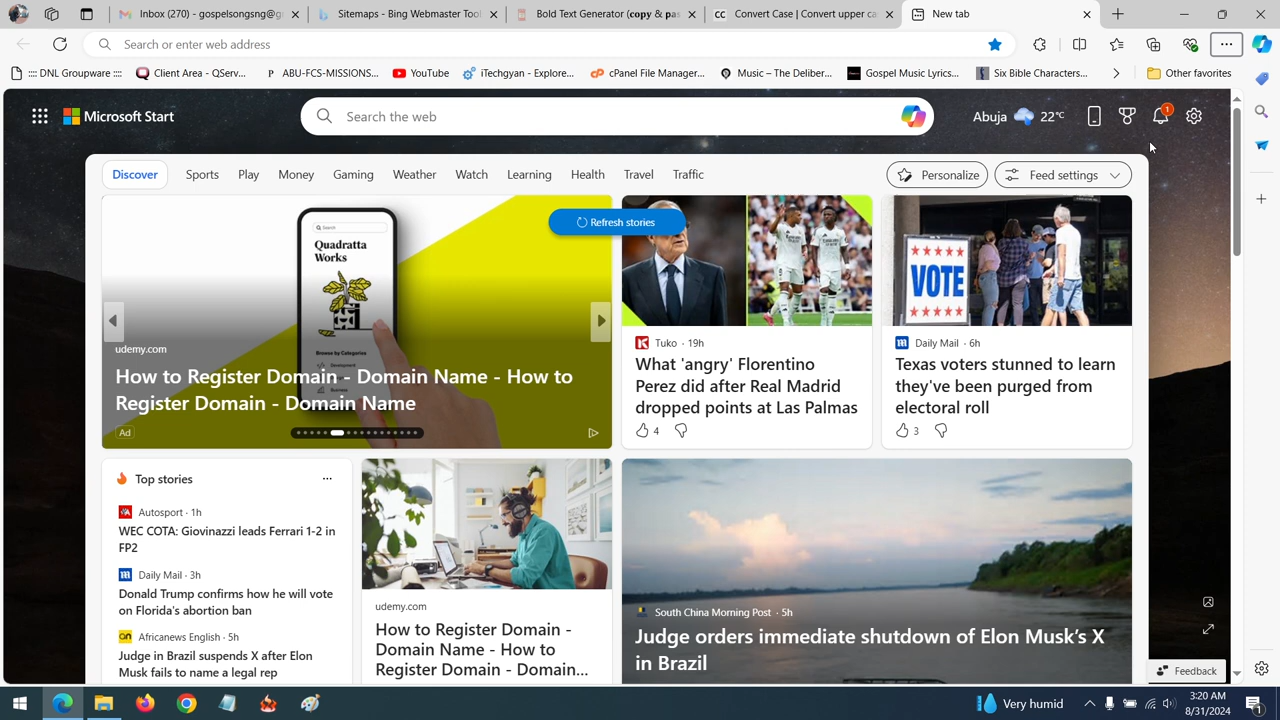 Inbox (270) - gospelsongsng@g
Sitemaps - Bing Webmaster Tool
Bold Text Generator (copy & pas
Convert Case | Convert upper ca
New tab
Search or enter web address
:::: DNL Groupware ::::
Client Area - QServ...
ABU-FCS-MISSIONS...
YouTube
iTechgyan - Explore...
cPanel File Manager...
Music – The Deliber...
Gospel Music Lyrics...
Six Bible Characters...
Other favorites
Microsoft Start
Search the web
Abuja
22°C
1
Discover
Sports
Play
Money
Gaming
Weather
Watch
Learning
Health
Travel
Traffic
Personalize
Feed settings
Refresh stories
Search
Quadratta
Works
Browse by Categories
udemy.com
How to Register Domain - Domain Name - How to
Register Domain - Domain Name
Ad
Tuko · 19h
What 'angry' Florentino
Perez did after Real Madrid
dropped points at Las Palmas
4
VOTE
Daily Mail · 6h
Texas voters stunned to learn
they've been purged from
electoral roll
3
Top stories
Autosport · 1h
WEC COTA: Giovinazzi leads Ferrari 1-2 in
FP2
Daily Mail · 3h
Donald Trump confirms how he will vote
on Florida's abortion ban
Africanews English · 5h
Judge in Brazil suspends X after Elon
Musk fails to name a legal rep
udemy.com
How to Register Domain -
Domain Name - How to
Register Domain - Domain...
South China Morning Post · 5h
Judge orders immediate shutdown of Elon Musk's X
in Brazil
Feedback
Very humid
3:20 AM
8/31/2024
1